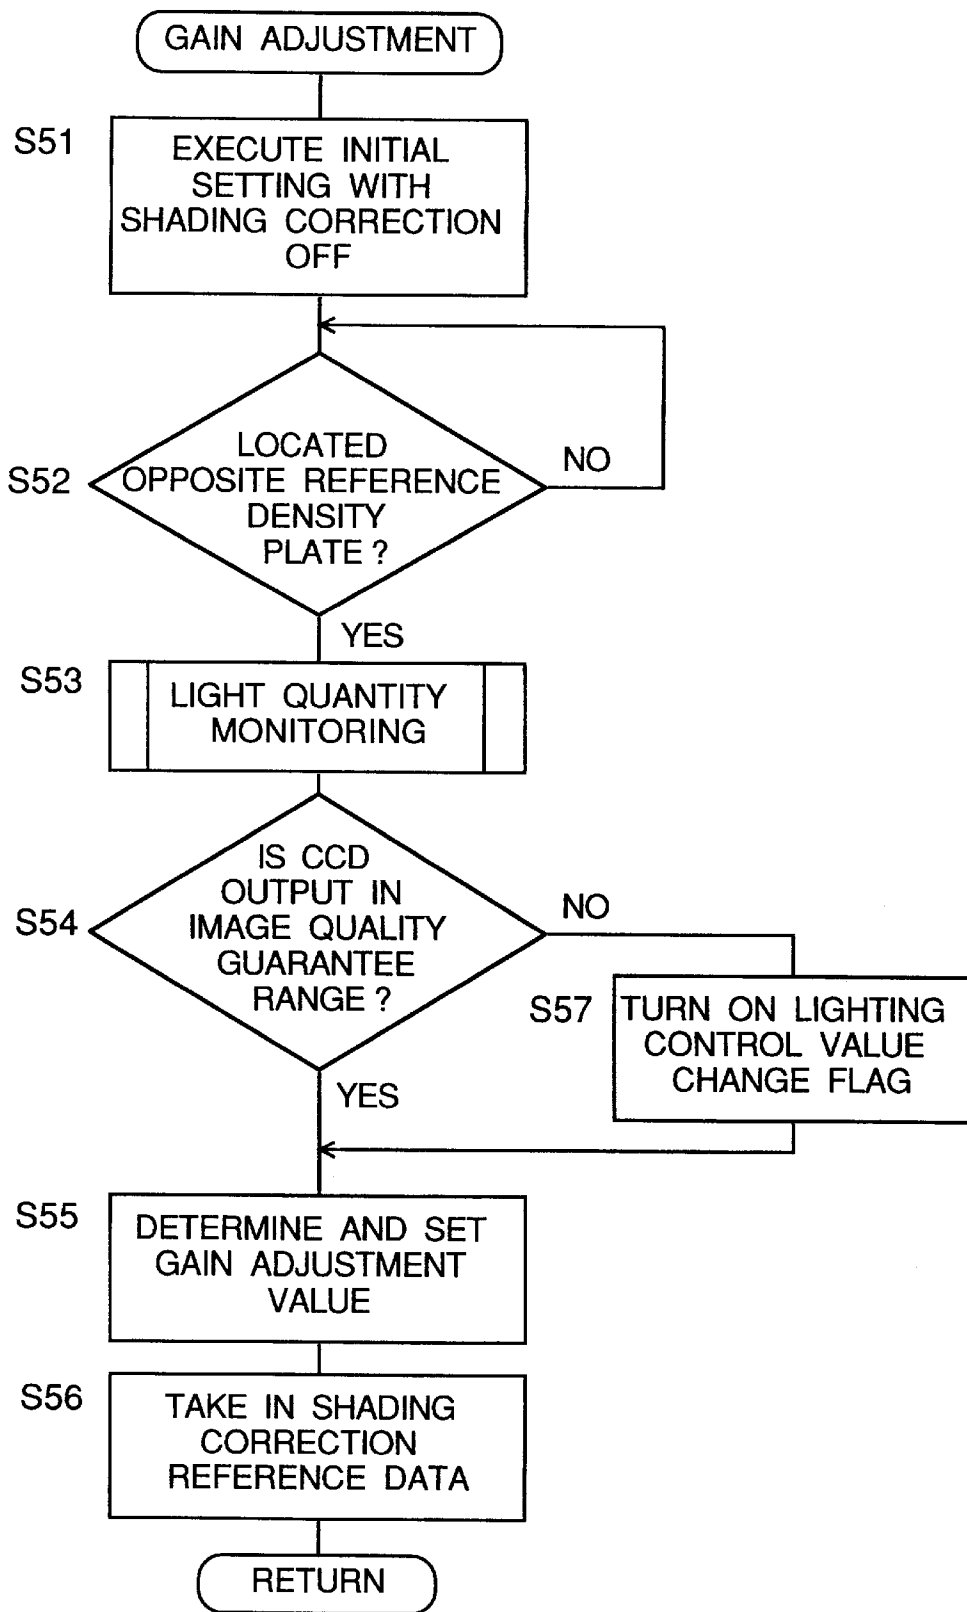 GAIN ADJUSTMENT
S51
EXECUTE INITIAL
SETTING WITH
SHADING CORRECTION
OFF
S52
LOCATED
OPPOSITE REFERENCE
DENSITY
PLATE ?
NO
YES
S53
LIGHT QUANTITY
MONITORING
S54
IS CCD
OUTPUT IN
IMAGE QUALITY
GUARANTEE
RANGE ?
NO
S57
TURN ON LIGHTING
CONTROL VALUE
CHANGE FLAG
YES
S55
DETERMINE AND SET
GAIN ADJUSTMENT
VALUE
S56
TAKE IN SHADING
CORRECTION
REFERENCE DATA
RETURN